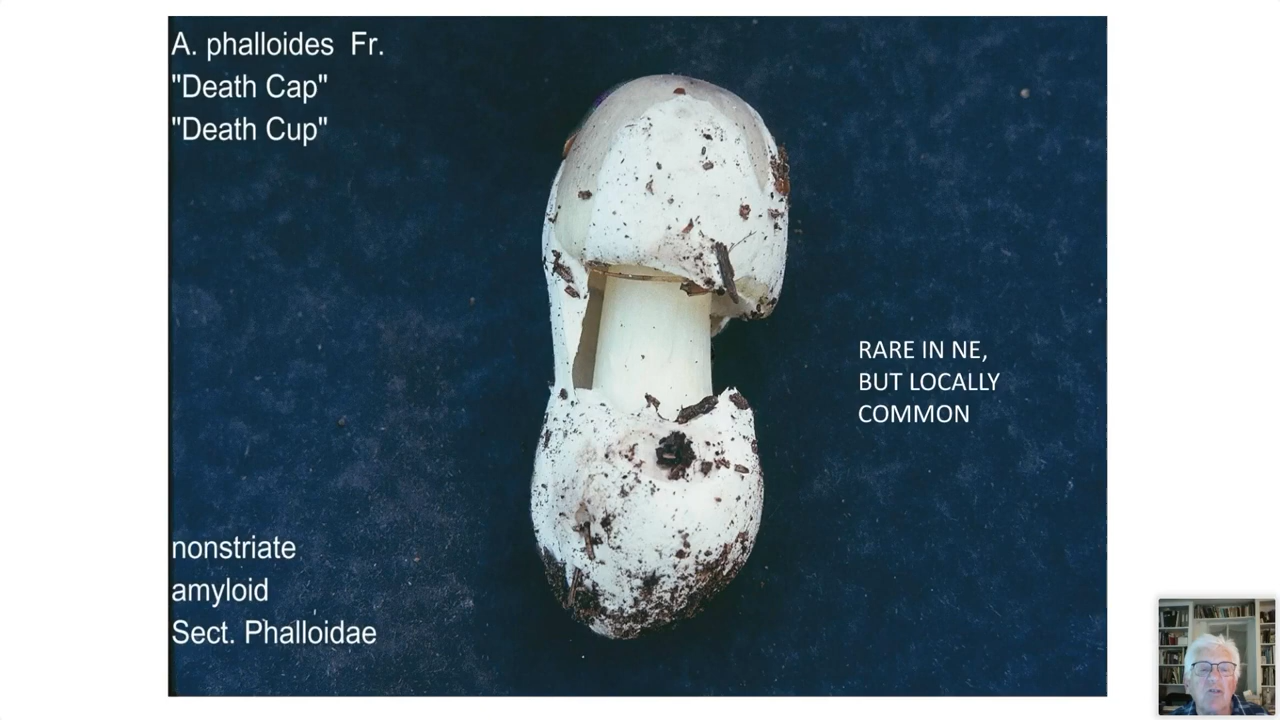 A. phalloides Fr.
"Death Cap"
"Death Cup"
RARE IN NE,
BUT LOCALLY
COMMON
nonstriate
amyloid
Sect. Phalloidae